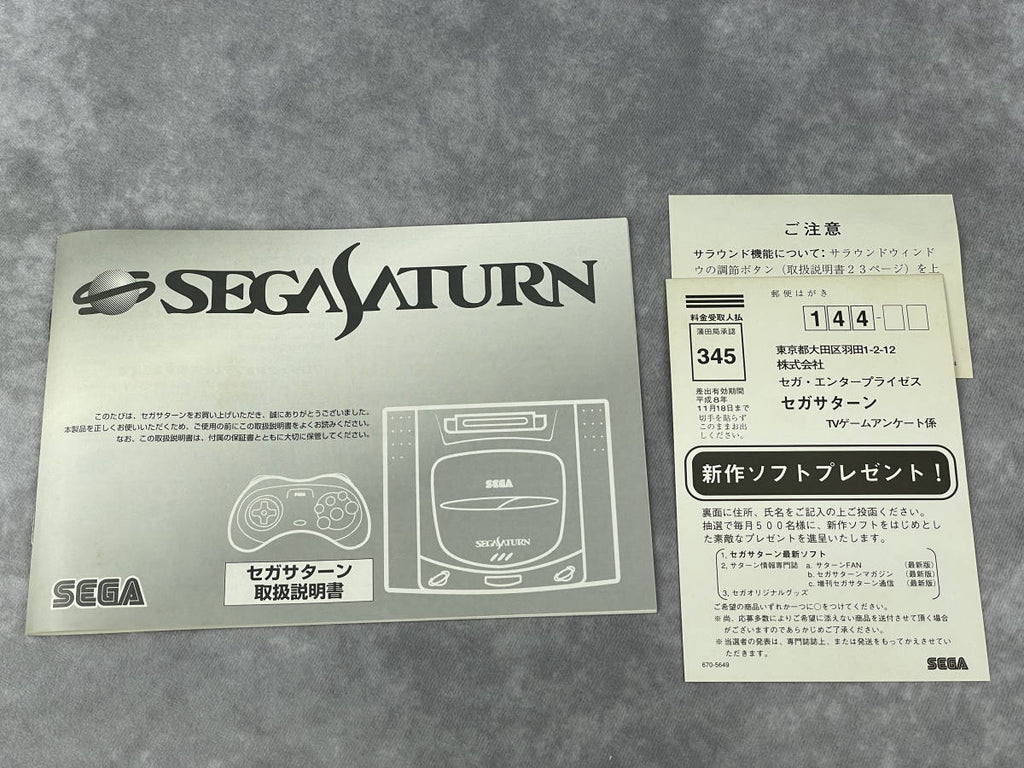 SEGA SATURN
このたびは、セガサターンをお買い上げいただき、誠にありがとうございました。
本製品を正しくお使いいただくため、ご使用の前にこの取扱説明書をよくお読みください。
なお、この取扱説明書は、付属の保証書とともに大切に保管してください。
SEGA
SEGA
SEGA SATURN
セガサターン
取扱説明書
SEGA
ご注意
サラウンド機能について:サラウンドウィンド
ウの調節ボタン(取扱説明書23ページ)を上
郵便はがき
料金受取人払
144-
蒲田局承認
345
差出有効期間
平成8年
11月18日まで
切手を貼らず
このままお出
しください。
東京都大田区羽田1-2-12
株式会社
セガ・エンタープライゼス
セガサターン
TVゲームアンケート係
新作ソフトプレゼント!
裏面に住所、氏名をご記入の上ご投函ください。
抽選で毎月500名様に、新作ソフトをはじめとし
た素敵なプレゼントを進呈いたします。
1, セガサターン最新ソフト
2, サターン情報専門誌 a. サターンFAN (最新版)
b. セガサターンマガジン (最新版)
c. 増刊セガサターン通信 (最新版)
3, セガオリジナルグッズ
ご希望の商品いずれか一つに○をつけてください。
※尚、応募多数によりご希望に添えない商品を送付させて頂く場合
がございますのであらかじめご了承ください。
※当選者の発表は、専門誌誌上、または発送をもってかえさせてい
ただきます。
670-5649
SEGA